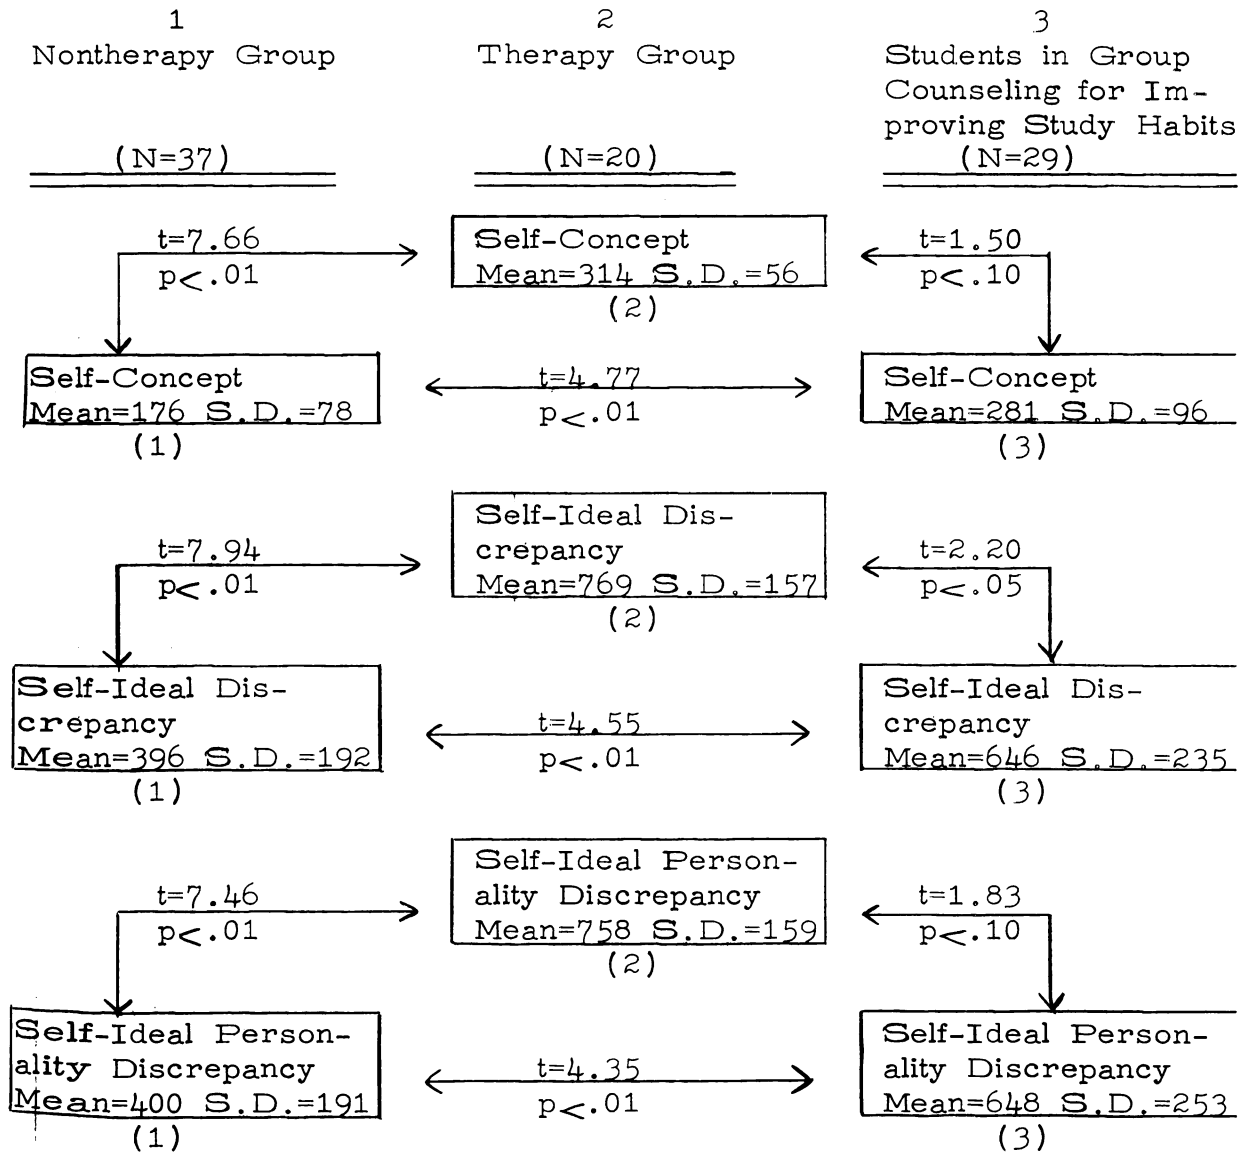 1
Nontherapy Group
(N=37)
2
Therapy Group
(N=20)
3
Students in Group
Counseling for Im-
proving Study Habits
(N=29)
t=7.66
p<.01
Self-Concept
Mean=314 S.D.=56
(2)
t=1.50
p<.10
Self-Concept
Mean=176 S.D.=78
(1)
t=4.77
p<.01
Self-Concept
Mean=281 S.D.=96
(3)
t=7.94
p<.01
Self-Ideal Dis-
crepancy
Mean=769 S.D.=157
(2)
t=2.20
p<.05
Self-Ideal Dis-
crepancy
Mean=396 S.D.=192
(1)
t=4.55
p<.01
Self-Ideal Dis-
crepancy
Mean=646 S.D.=235
(3)
t=7.46
p<.01
Self-Ideal Person-
ality Discrepancy
Mean=758 S.D.=159
(2)
t=1.83
p<.10
Self-Ideal Person-
ality Discrepancy
Mean=400 S.D.=191
(1)
t=4.35
p<.01
Self-Ideal Person-
ality Discrepancy
Mean=648 S.D.=253
(3)